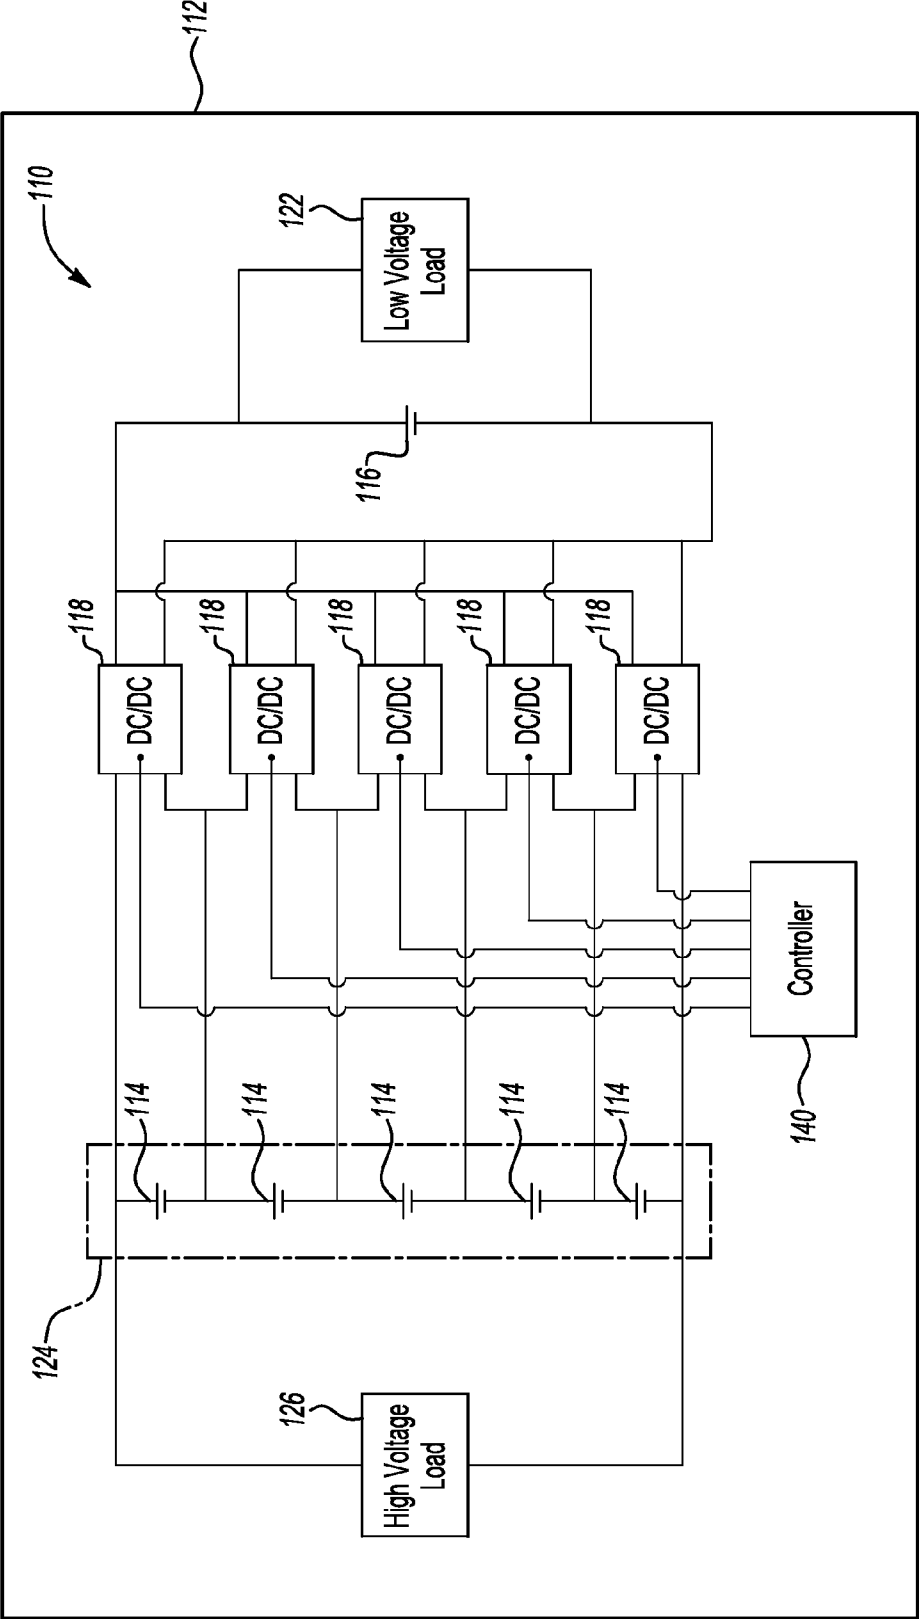 112
110
122
Low Voltage
Load
116
118
118
118
118
118
DC/DC
DC/DC
DC/DC
DC/DC
DC/DC
Controller
140
114
114
114
114
114
124
126
High Voltage
Load